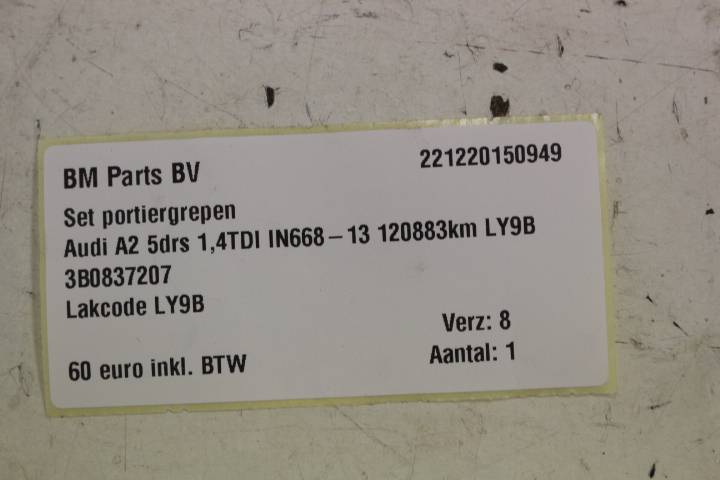 BM Parts BV 221220150949
Set portiergrepen
Audi A2 5drs 1,4TDI IN668-13 120883km LY9B
3B0837207
Lakcode LY9B
Verz: 8
60 euro inkl. BTW Aantal: 1